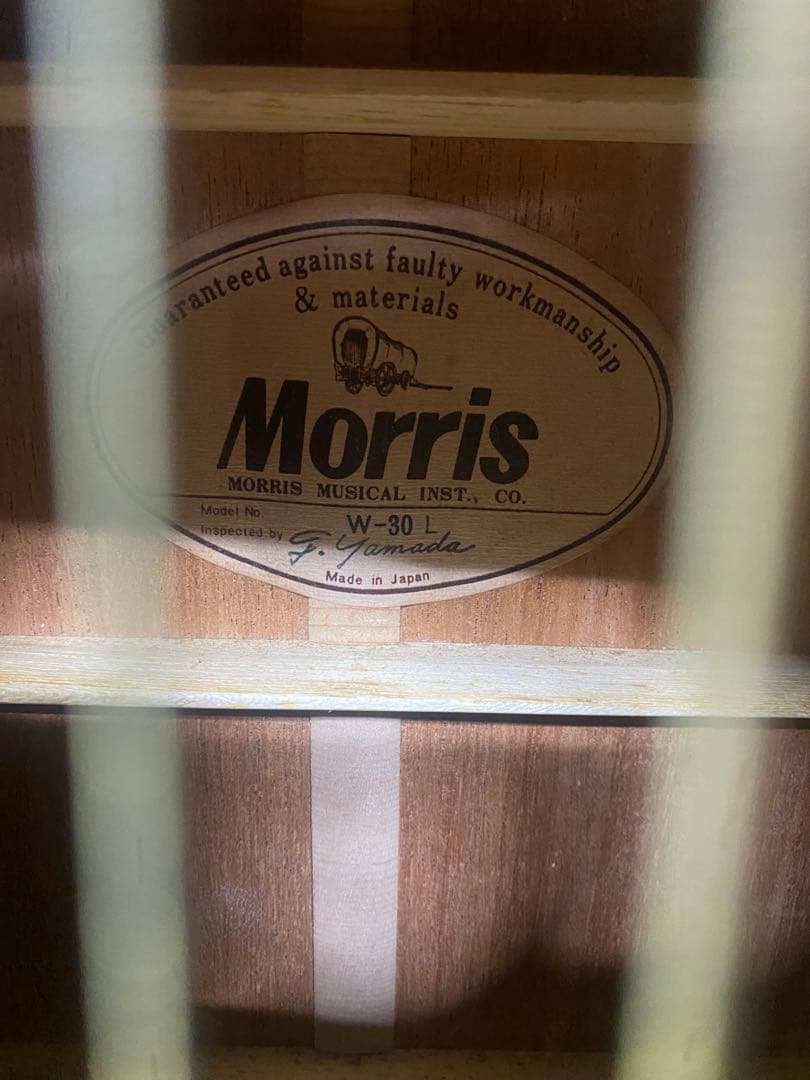 Guaranteed against faulty workmanship
& materials
Morris
MORRIS MUSICAL INST., CO.
Model No. W-30 L
Inspected by F. Yamada
Made in Japan